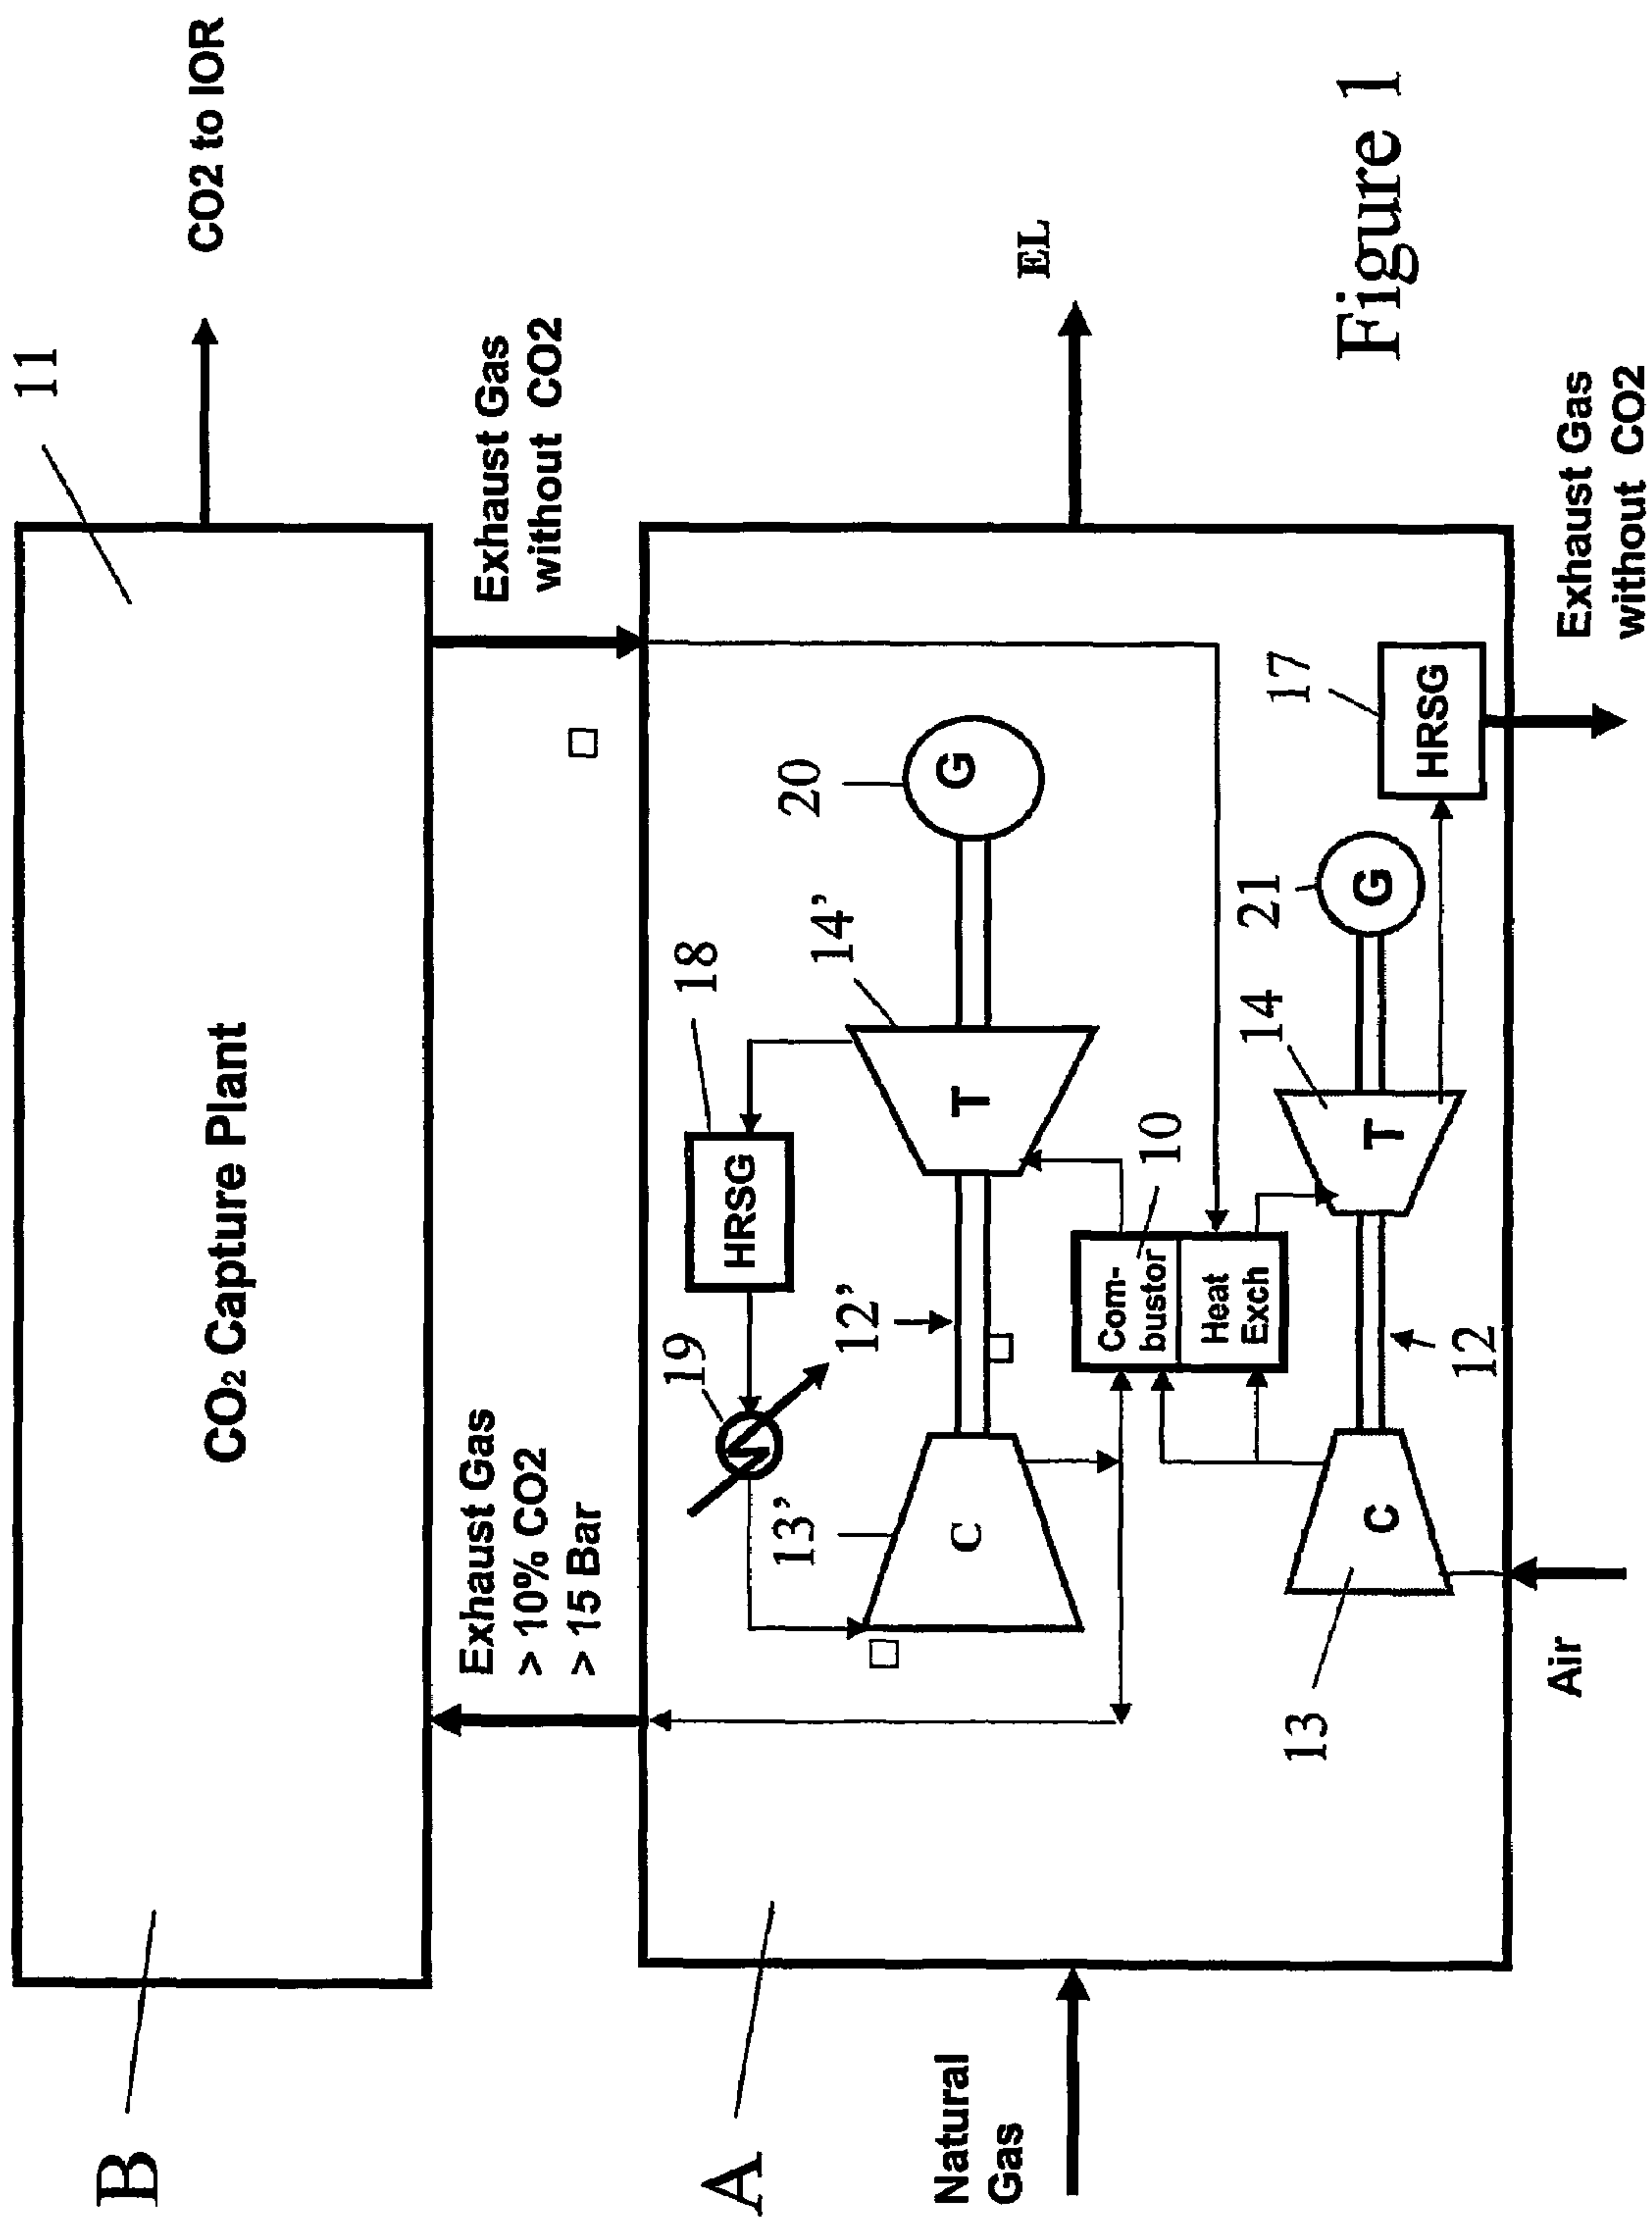 B
11
CO₂ Capture Plant
CO2 to IOR
Exhaust Gas
> 10% CO2
> 15 Bar
Exhaust Gas
without CO2
A
19
18
HRSG
13'
12'
14'
20
C
T
G
Natural
Gas
EL
10
Com-
bustor
Heat
Exch
13
12
14
21
17
C
T
G
HRSG
Air
Exhaust Gas
without CO2
Figure 1